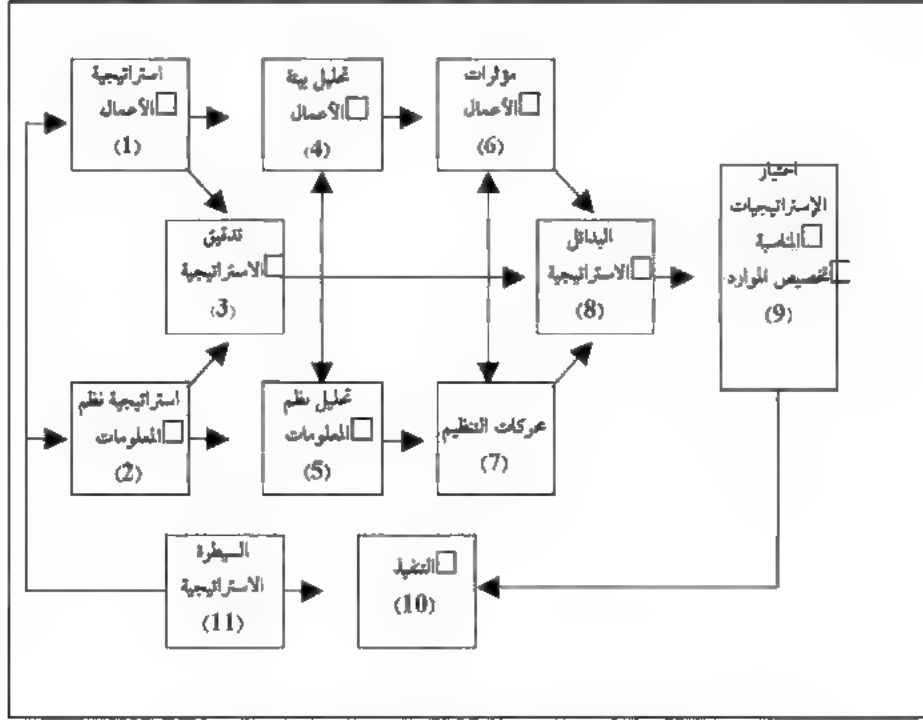 استراتيجية
الأعمال
(1)
استراتيجية نظم
المعلومات
(2)
تدقيق
الاستراتيجية
(3)
تحليل بيئة
الأعمال
(4)
تحليل نظم
المعلومات
(5)
مؤثرات
الأعمال
(6)
محركات التنظيم
(7)
البدائل
الاستراتيجية
(8)
اختيار
الإستراتيجيات
المناسبة
تخصيص الموارد
(9)
التنفيذ
(10)
السيطرة
الاستراتيجية
(11)